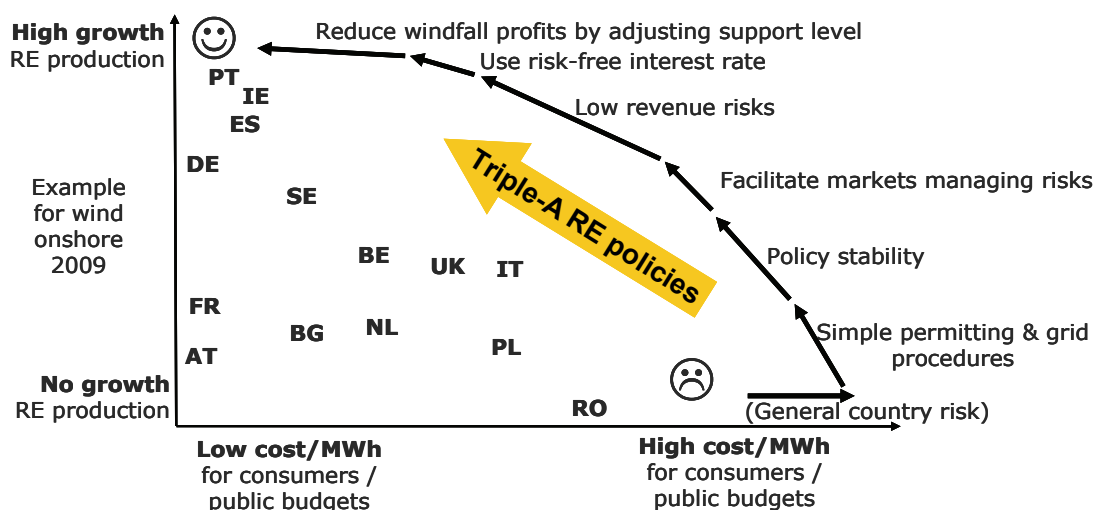 High growth
RE production
Reduce windfall profits by adjusting support level
Use risk-free interest rate
PT
IE
ES
Low revenue risks
DE
Triple-A RE policies
Facilitate markets managing risks
Example
for wind
onshore
2009
SE
BE
UK
IT
Policy stability
FR
BG
NL
PL
Simple permitting & grid
procedures
AT
No growth
RE production
RO
(General country risk)
Low cost/MWh
for consumers /
public budgets
High cost/MWh
for consumers /
public budgets